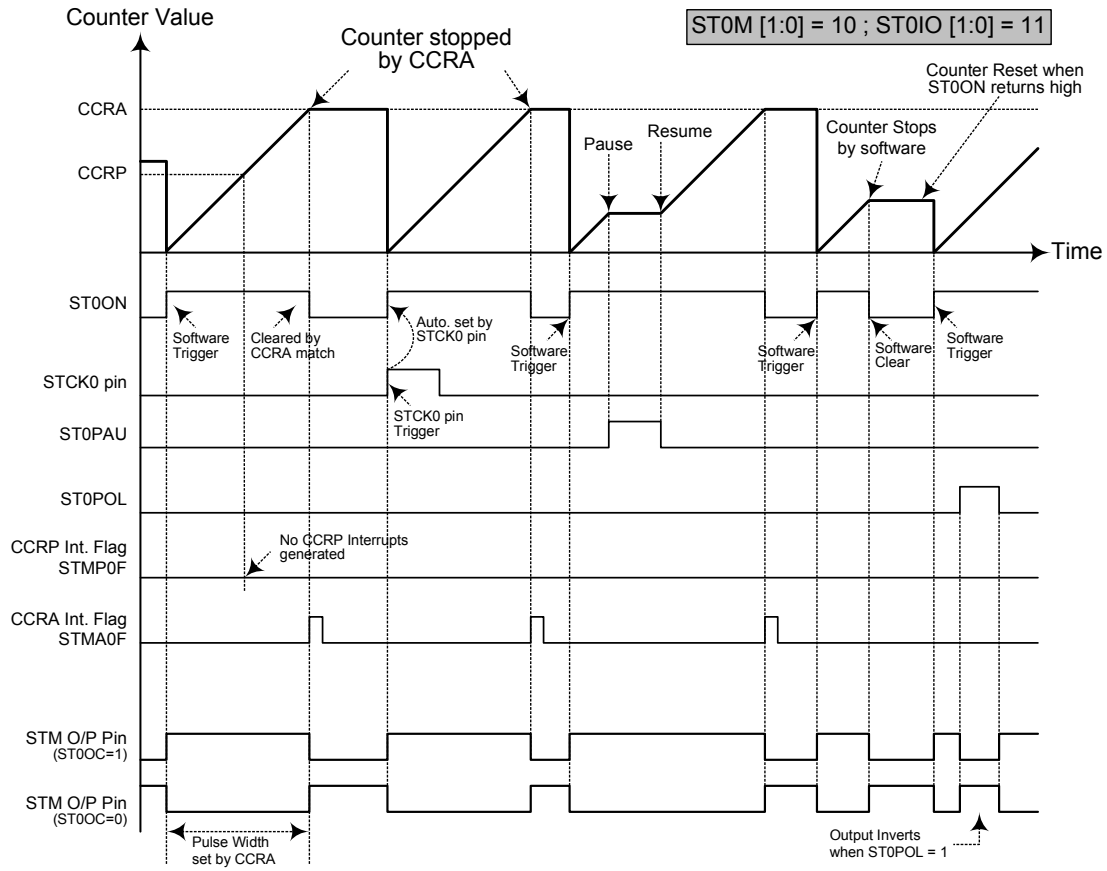 Counter Value
ST0M [1:0] = 10 ; ST0IO [1:0] = 11
Counter stopped
by CCRA
Counter Reset when
ST0ON returns high
CCRA
Pause
Resume
Counter Stops
by software
CCRP
Time
ST0ON
Software
Trigger
Cleared by
CCRA match
Auto. set by
STCK0 pin
Software
Trigger
Software
Trigger
Software
Clear
Software
Trigger
STCK0 pin
STCK0 pin
Trigger
ST0PAU
ST0POL
CCRP Int. Flag
STMP0F
No CCRP Interrupts
generated
CCRA Int. Flag
STMA0F
STM O/P Pin
(ST0OC=1)
STM O/P Pin
(ST0OC=0)
Pulse Width
set by CCRA
Output Inverts
when ST0POL = 1